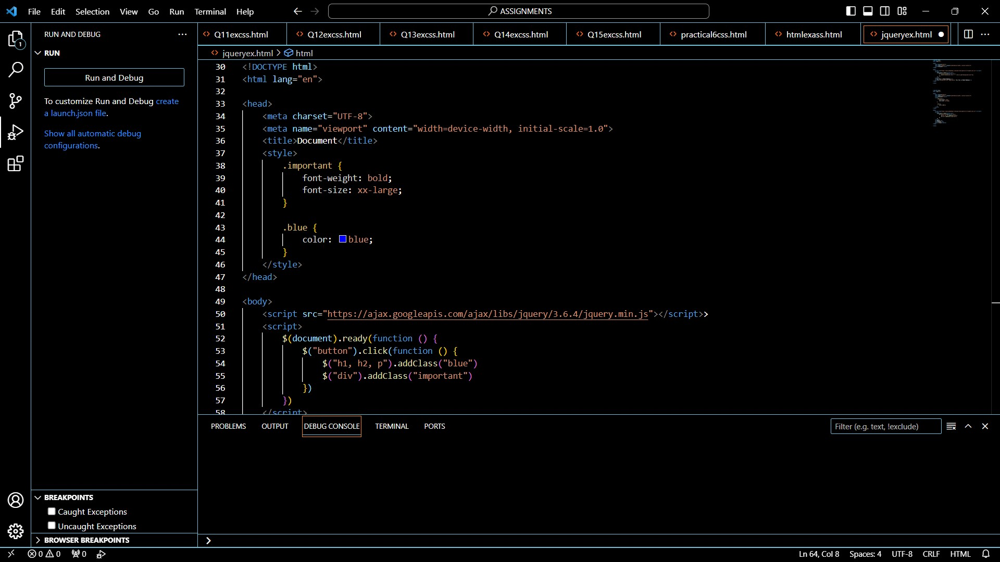 File Edit Selection View Go Run Terminal Help
ASSIGNMENTS
RUN AND DEBUG
Q11excss.html Q12excss.html Q13excss.html Q14excss.html Q15excss.html practical6css.html htmlexass.html jqueryex.html
1
RUN
jqueryex.html > html
Run and Debug
To customize Run and Debug create
a launch.json file.
Show all automatic debug
configurations.
30 <!DOCTYPE html>
31 <html lang="en">
32
33 <head>
34 <meta charset="UTF-8">
35 <meta name="viewport" content="width=device-width, initial-scale=1.0">
36 <title>Document</title>
37 <style>
38 .important {
39 font-weight: bold;
40 font-size: xx-large;
41 }
42
43 .blue {
44 color: blue;
45 }
46 </style>
47 </head>
48
49 <body>
50 <script src="https://ajax.googleapis.com/ajax/libs/jquery/3.6.4/jquery.min.js"></script>>
51 <script>
52 $(document).ready(function () {
53 $("button").click(function () {
54 $("h1, h2, p").addClass("blue")
55 $("div").addClass("important")
56 })
57 })
58 </script>
PROBLEMS OUTPUT DEBUG CONSOLE TERMINAL PORTS
Filter (e.g. text, !exclude)
BREAKPOINTS
Caught Exceptions
Uncaught Exceptions
BROWSER BREAKPOINTS
0 0 0
Ln 64, Col 8 Spaces: 4 UTF-8 CRLF HTML